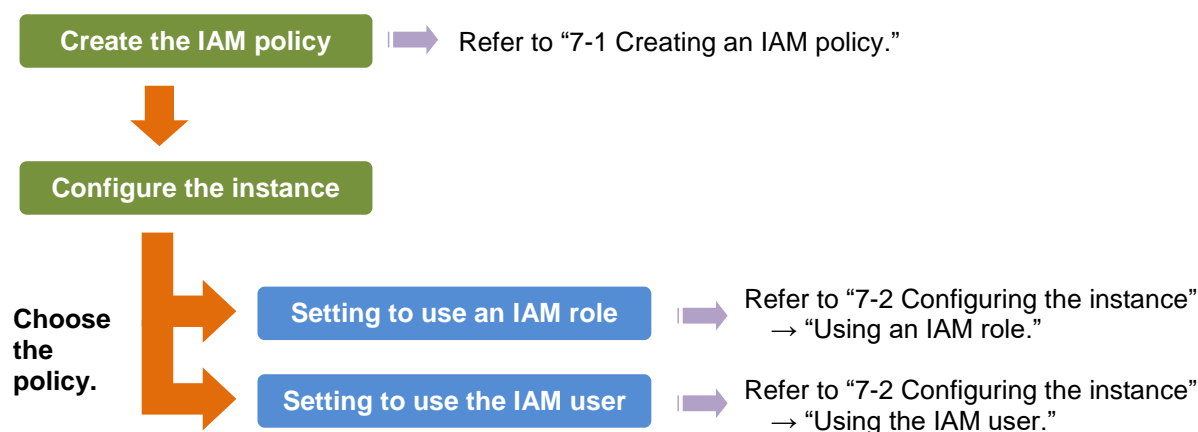 Create the IAM policy
Refer to “7-1 Creating an IAM policy.”
Configure the instance
Choose
the
policy.
Setting to use an IAM role
Refer to “7-2 Configuring the instance”
→ “Using an IAM role.”
Setting to use the IAM user
Refer to “7-2 Configuring the instance”
→ “Using the IAM user.”